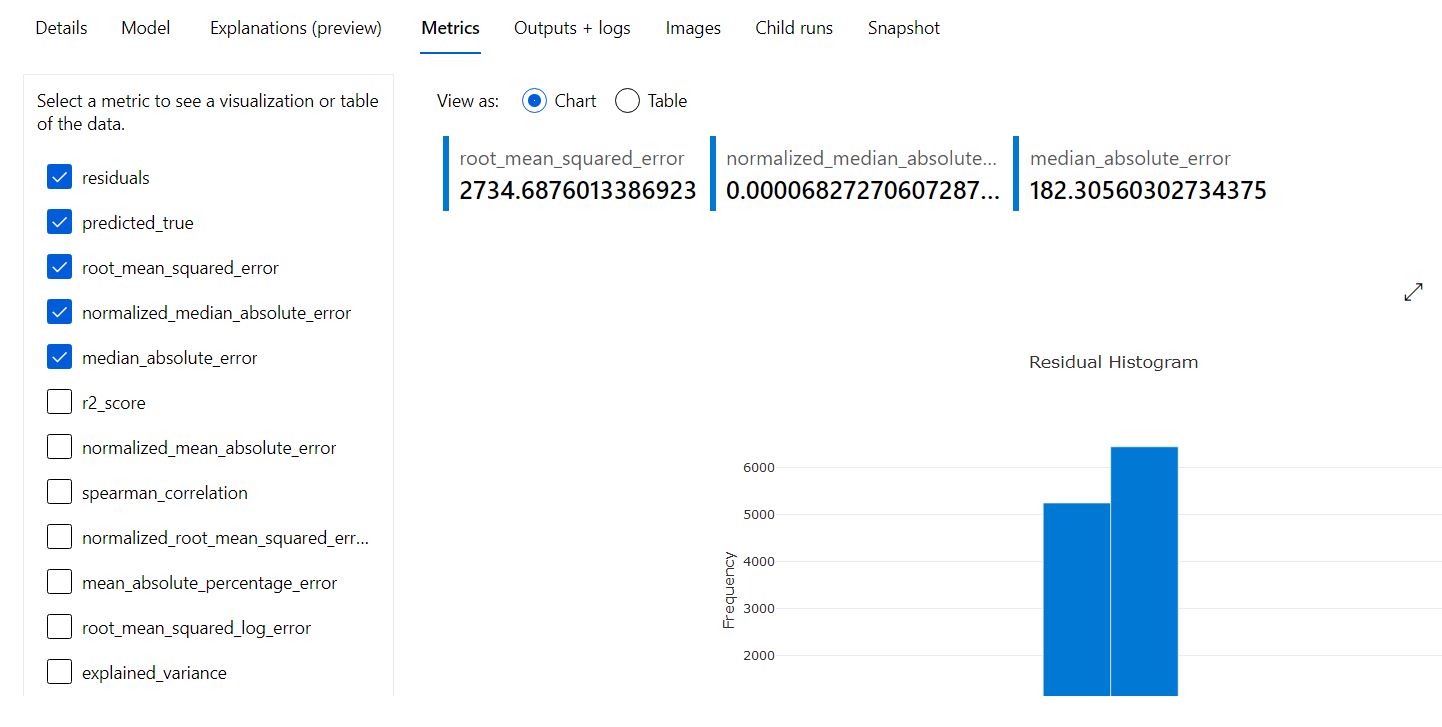 Details Model Explanations (preview) Metrics Outputs + logs Images Child runs Snapshot
Select a metric to see a visualization or table
of the data.
residuals
predicted_true
root_mean_squared_error
normalized_median_absolute_error
median_absolute_error
r2_score
normalized_mean_absolute_error
spearman_correlation
normalized_root_mean_squared_err...
mean_absolute_percentage_error
root_mean_squared_log_error
explained_variance
View as: Chart Table
root_mean_squared_error
2734.6876013386923
normalized_median_absolute...
0.00006827270607287...
median_absolute_error
182.30560302734375
Residual Histogram
6000
5000
4000
3000
2000
Frequency